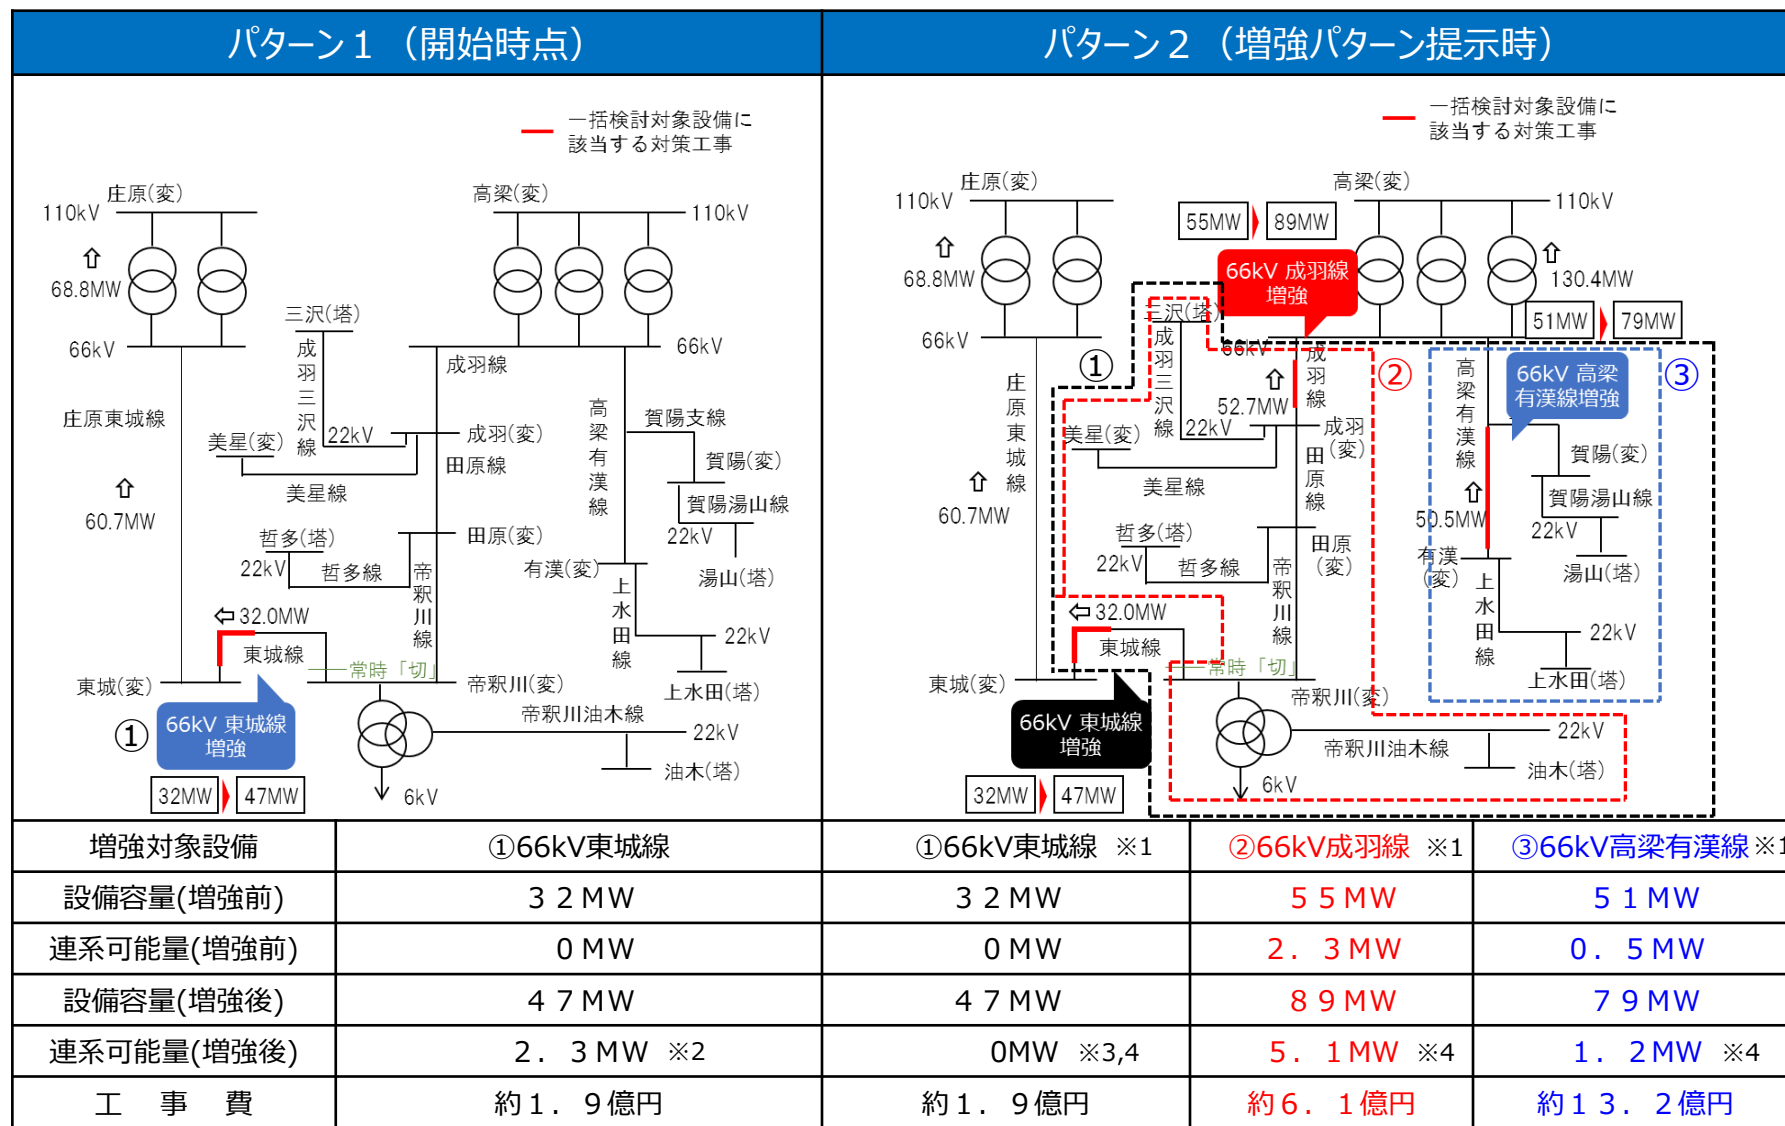 パターン１（開始時点）
パターン２（増強パターン提示時）
一括検討対象設備に
該当する対策工事
庄原(変)
110kV
高梁(変)
110kV
68.8MW
三沢(塔)
66kV
成羽三沢線
成羽線
66kV
庄原東城線
美星(変)
22kV
成羽(変)
田原線
高梁有漢線
賀陽支線
賀陽(変)
美星線
賀陽湯山線
60.7MW
哲多(塔)
田原(変)
22kV
22kV
哲多線
帝釈川線
有漢(変)
湯山(塔)
32.0MW
上水田線
22kV
東城線
常時「切」
東城(変)
帝釈川(変)
上水田(塔)
①
66kV 東城線
増強
帝釈川油木線
22kV
油木(塔)
32MW
47MW
6kV
一括検討対象設備に
該当する対策工事
庄原(変)
110kV
高梁(変)
110kV
55MW
89MW
68.8MW
66kV 成羽線
増強
130.4MW
三沢(塔)
51MW
79MW
66kV
66kV
①
成羽三沢線
成羽線
②
高梁有漢線
66kV 高梁
有漢線増強
③
庄原東城線
52.7MW
美星(変)
22kV
成羽
(変)
田原線
賀陽(変)
美星線
賀陽湯山線
60.7MW
50.5MW
哲多(塔)
22kV
田原
(変)
22kV
哲多線
帝釈川線
有漢
(変)
湯山(塔)
32.0MW
上水田線
22kV
東城線
常時「切」
東城(変)
帝釈川(変)
上水田(塔)
66kV 東城線
増強
帝釈川油木線
22kV
油木(塔)
32MW
47MW
6kV
増強対象設備 ①66kV東城線 ①66kV東城線 ※1 ②66kV成羽線 ※1 ③66kV高梁有漢線※1
設備容量(増強前) ３２MW ３２MW ５５MW ５１MW
連系可能量(増強前) ０MW ０MW ２．３MW ０．５MW
設備容量(増強後) ４７MW ４７MW ８９MW ７９MW
連系可能量(増強後) ２．３MW ※2 0MW ※3,4 ５．１MW ※4 １．２MW ※4
工 事 費 約１．９億円 約１．９億円 約６．１億円 約１３．２億円